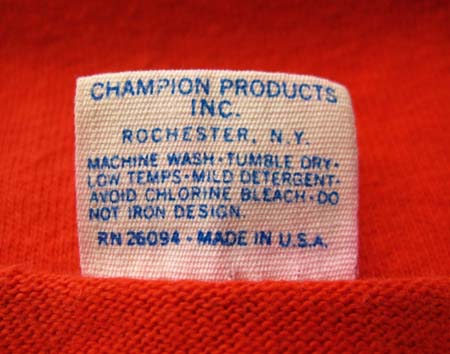 CHAMPION PRODUCTS
INC.
ROCHESTER, N.Y.
MACHINE WASH · TUMBLE DRY ·
LOW TEMPS · MILD DETERGENT ·
AVOID CHLORINE BLEACH · DO
NOT IRON DESIGN.
RN 26094 · MADE IN U.S.A.